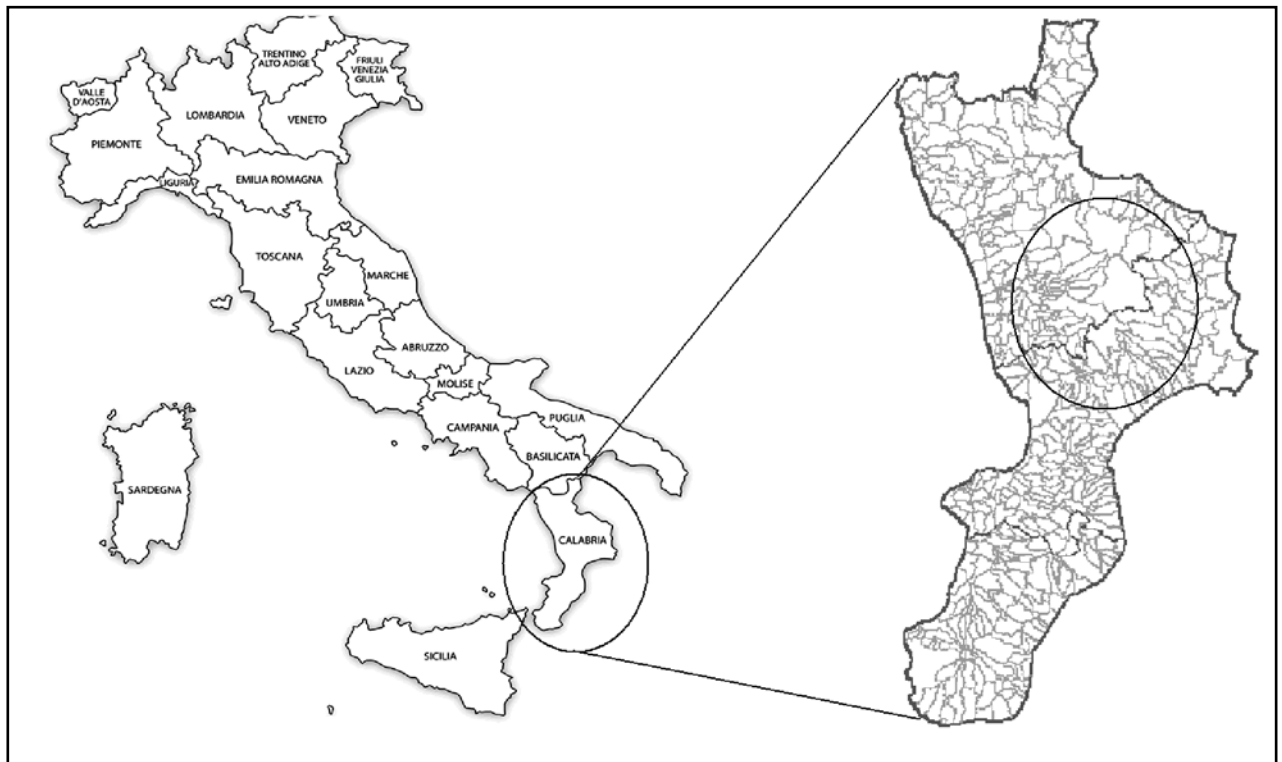 TRENTINO
ALTO ADIGE
FRIULI
VENEZIA
GIULIA
VALLE
D'AOSTA
LOMBARDIA
VENETO
PIEMONTE
LIGURIA
EMILIA ROMAGNA
TOSCANA
MARCHE
UMBRIA
ABRUZZO
LAZIO
MOLISE
PUGLIA
CAMPANIA
BASILICATA
SARDEGNA
CALABRIA
SICILIA